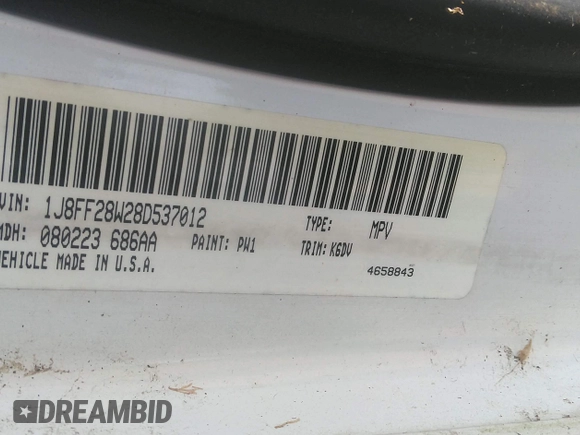 VIN: 1J8FF28W28D537012 TYPE: MPV
MDH: 080223 686AA PAINT: PW1 TRIM: K6DV
VEHICLE MADE IN U.S.A. 4658843
DREAMBID